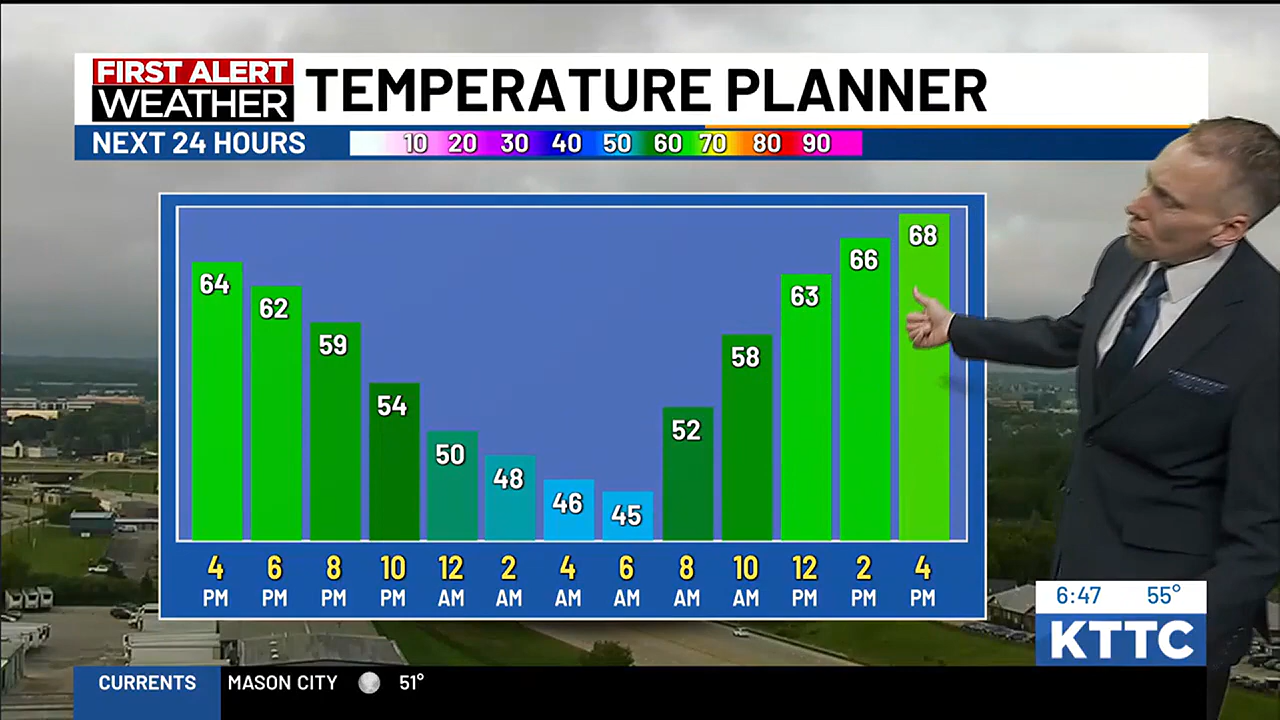 FIRST ALERT
WEATHER
TEMPERATURE PLANNER
NEXT 24 HOURS
10 20 30 40 50 60 70 80 90
64 62 59 54 50 48 46 45 52 58 63 66 68
4 6 8 10 12 2 4 6 8 10 12 2 4
PM PM PM PM AM AM AM AM AM AM PM PM PM
6:47 55°
KTTC
CURRENTS MASON CITY 51°